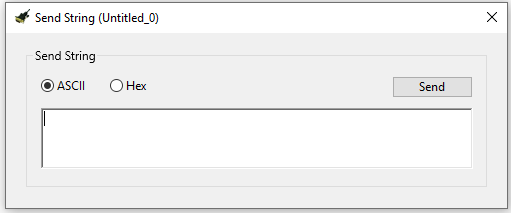 Send String (Untitled_0)
Send String
ASCII Hex Send